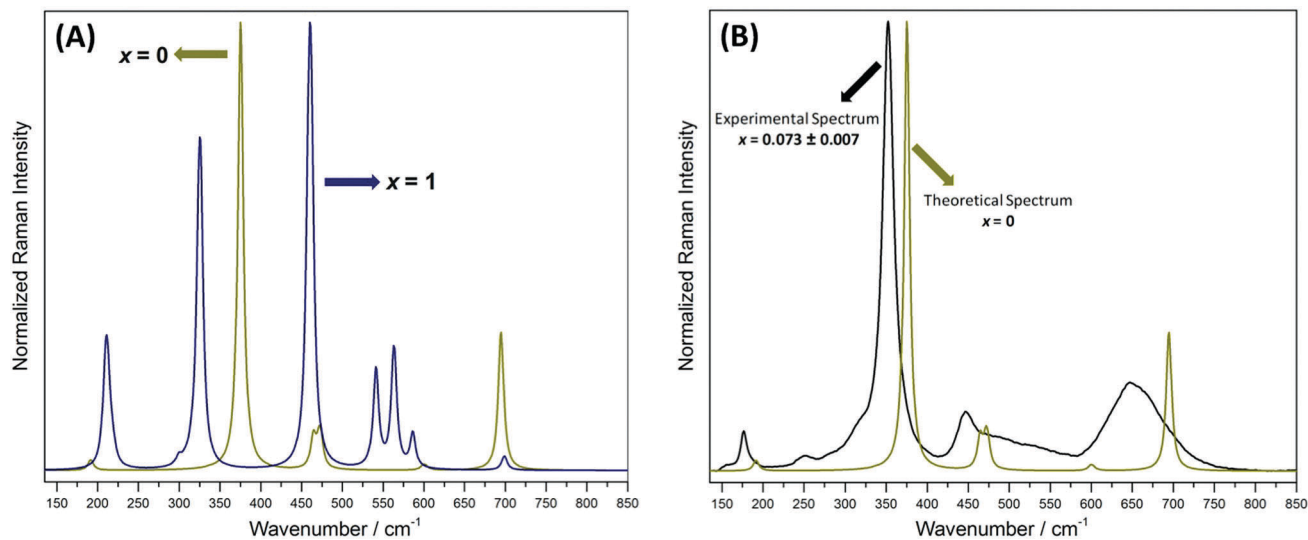 (A)
x = 0
x = 1
Normalized Raman Intensity
150 200 250 300 350 400 450 500 550 600 650 700 750 800 850
Wavenumber / cm⁻¹
(B)
Experimental Spectrum
x = 0.073 ± 0.007
Theoretical Spectrum
x = 0
Normalized Raman Intensity
150 200 250 300 350 400 450 500 550 600 650 700 750 800 850
Wavenumber / cm⁻¹